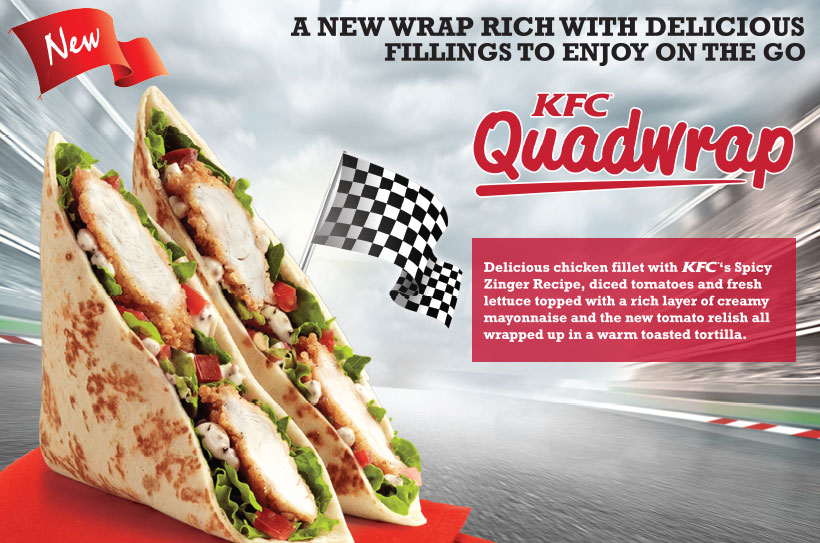 New
A NEW WRAP RICH WITH DELICIOUS
FILLINGS TO ENJOY ON THE GO
KFC
Quadwrap
Delicious chicken fillet with KFC™'s Spicy
Zinger Recipe, diced tomatoes and fresh
lettuce topped with a rich layer of creamy
mayonnaise and the new tomato relish all
wrapped up in a warm toasted tortilla.